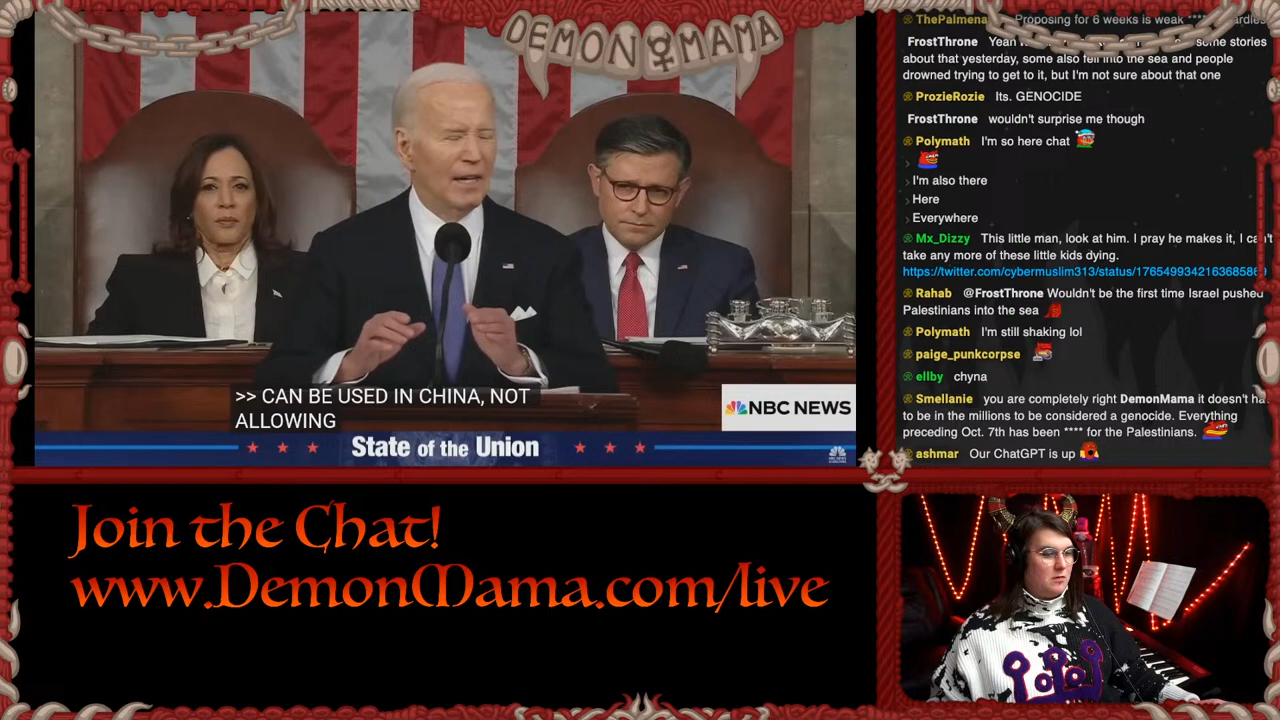 DEMON MAMA
>> CAN BE USED IN CHINA, NOT
ALLOWING
NBC NEWS
State of the Union
Join the Chat!
www.DemonMama.com/live
ThePalmena Proposing for 6 weeks is weak ****
FrostThrone Yeah some stories
about that yesterday, some also fell into the sea and people
drowned trying to get to it, but I'm not sure about that one
ProzieRozie Its. GENOCIDE
FrostThrone wouldn't surprise me though
Polymath I'm so here chat
I'm also there
Here
Everywhere
Mx_Dizzy This little man, look at him. I pray he makes it, I can't
take any more of these little kids dying.
https://twitter.com/cybermuslim313/status/176549934216368586
Rahab @FrostThrone Wouldn't be the first time Israel pushed
Palestinians into the sea
Polymath I'm still shaking lol
paige_punkcorpse
ellby chyna
Smellanie you are completely right DemonMama it doesn't ha
to be in the millions to be considered a genocide. Everything
preceding Oct. 7th has been **** for the Palestinians.
ashmar Our ChatGPT is up